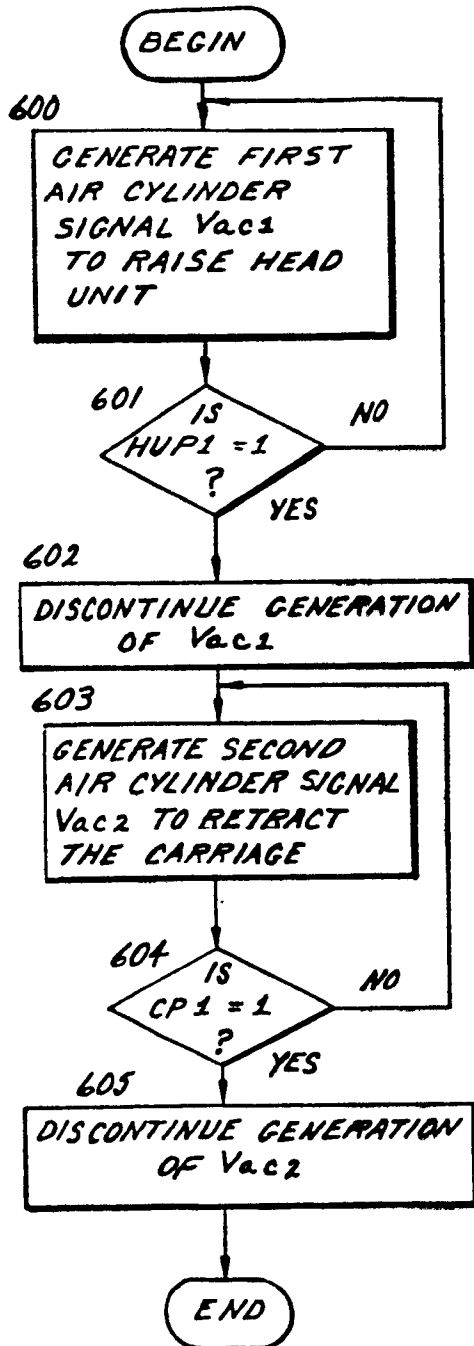 BEGIN
600
GENERATE FIRST
AIR CYLINDER
SIGNAL Vac1
TO RAISE HEAD
UNIT
601
IS
HUP1 = 1
?
NO
YES
602
DISCONTINUE GENERATION
OF Vac1
603
GENERATE SECOND
AIR CYLINDER SIGNAL
Vac2 TO RETRACT
THE CARRIAGE
604
IS
CP1 = 1
?
NO
YES
605
DISCONTINUE GENERATION
OF Vac2
END